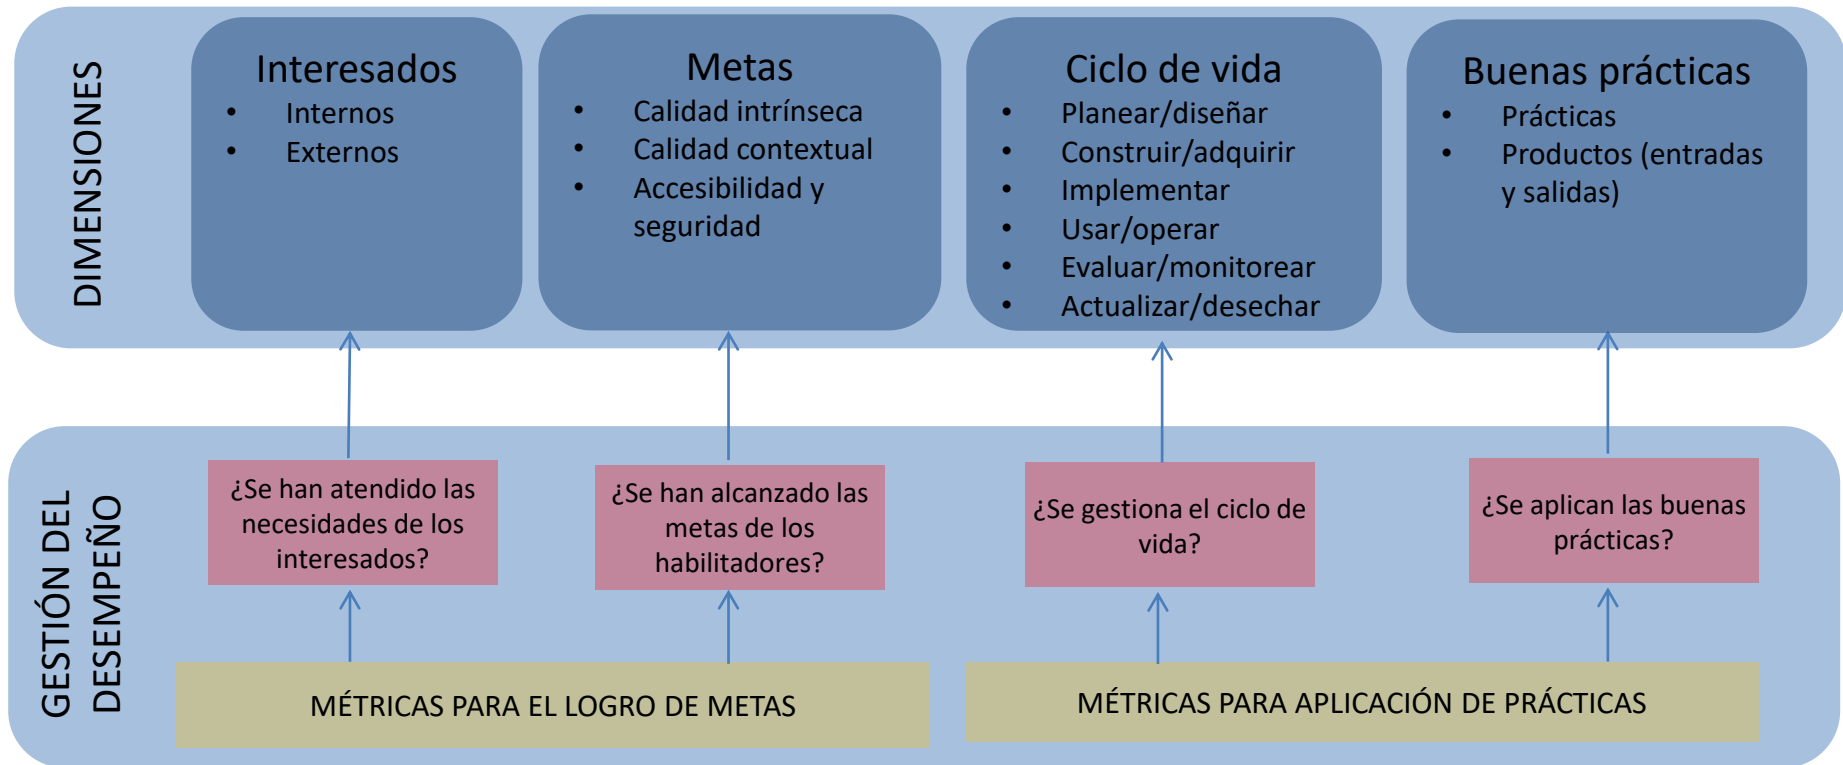 DIMENSIONES
Interesados
• Internos
• Externos
Metas
• Calidad intrínseca
• Calidad contextual
• Accesibilidad y
seguridad
Ciclo de vida
• Planear/diseñar
• Construir/adquirir
• Implementar
• Usar/operar
• Evaluar/monitorear
• Actualizar/desechar
Buenas prácticas
• Prácticas
• Productos (entradas
y salidas)
GESTIÓN DEL
DESEMPEÑO
¿Se han atendido las
necesidades de los
interesados?
¿Se han alcanzado las
metas de los
habilitadores?
¿Se gestiona el ciclo de
vida?
¿Se aplican las buenas
prácticas?
MÉTRICAS PARA EL LOGRO DE METAS
MÉTRICAS PARA APLICACIÓN DE PRÁCTICAS